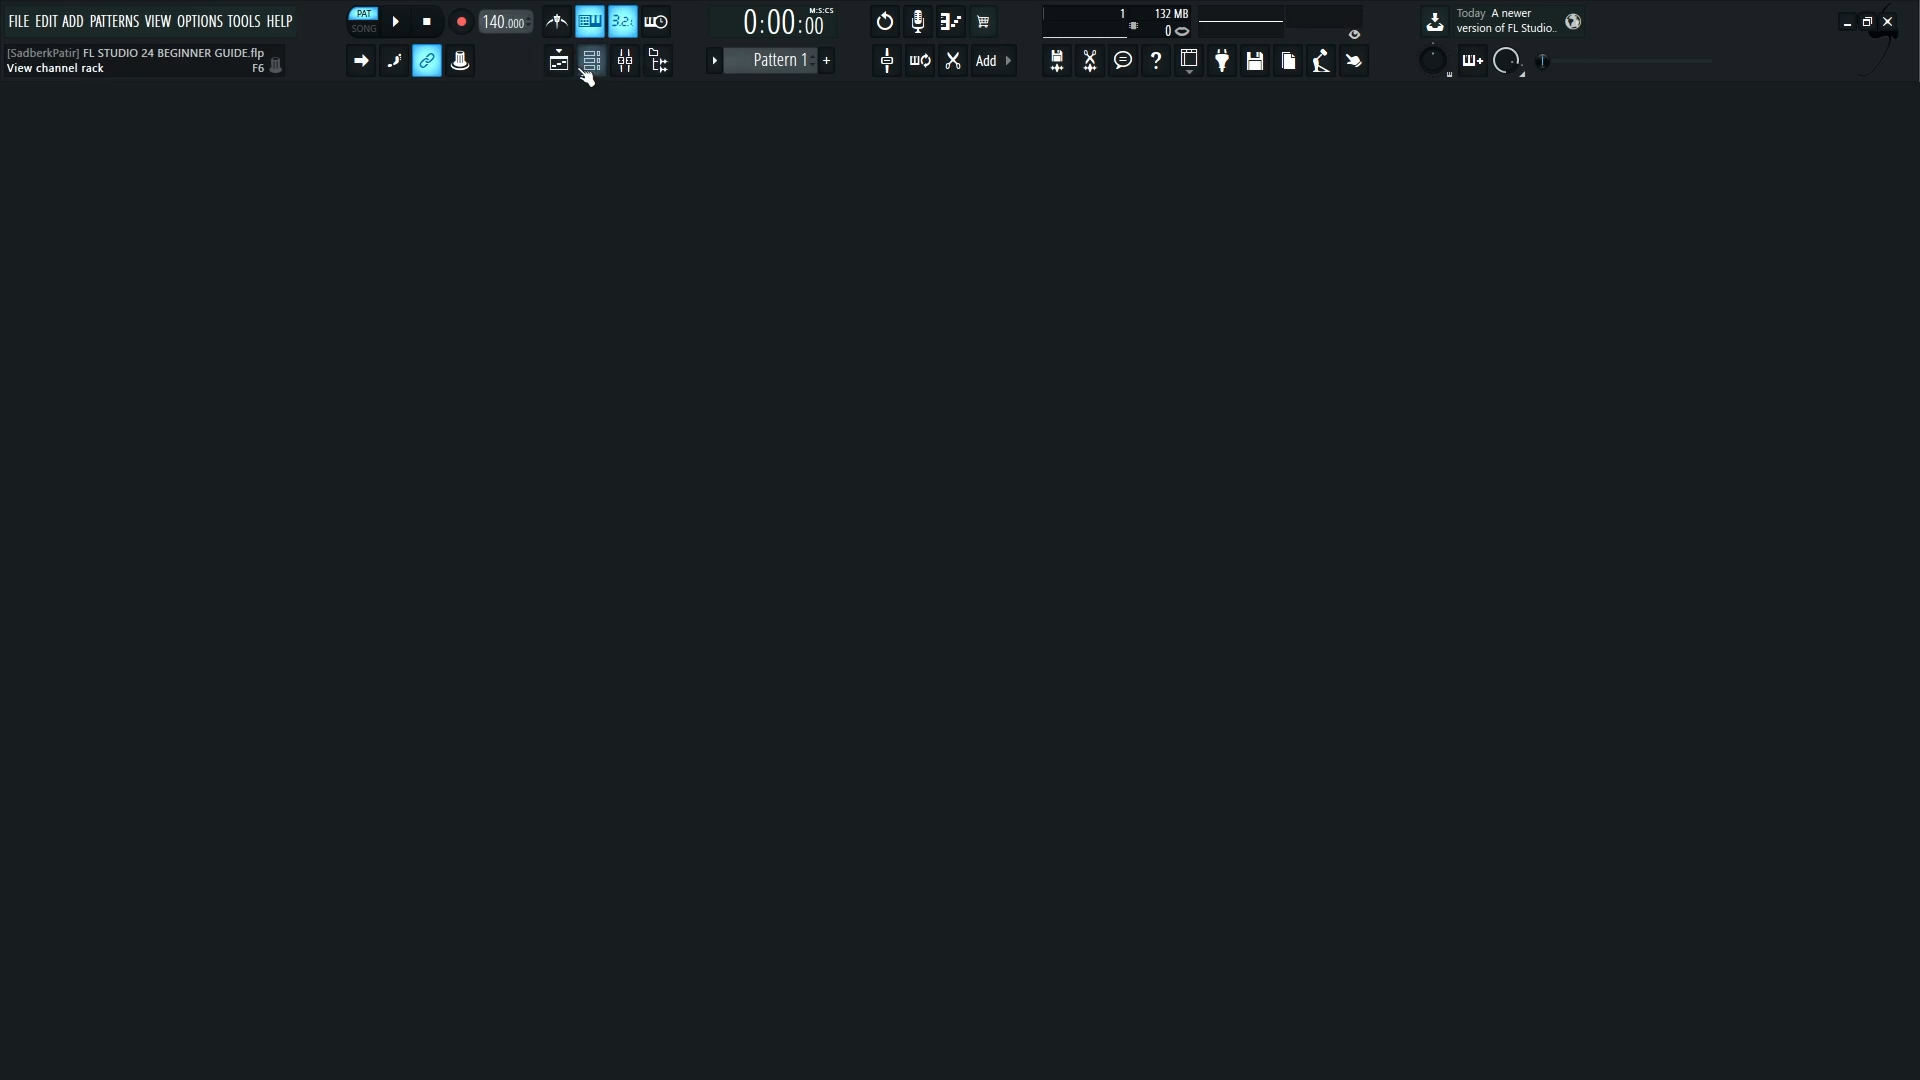 FILE EDIT ADD PATTERNS VIEW OPTIONS TOOLS HELP
[SadberkPatir] FL STUDIO 24 BEGINNER GUIDE.flp
View channel rack F6
PAT
SONG
140.000
3.2.
M:S:CS
0:00:00
Pattern 1
+
Add
1
132 MB
0
?
Today A newer
version of FL Studio..